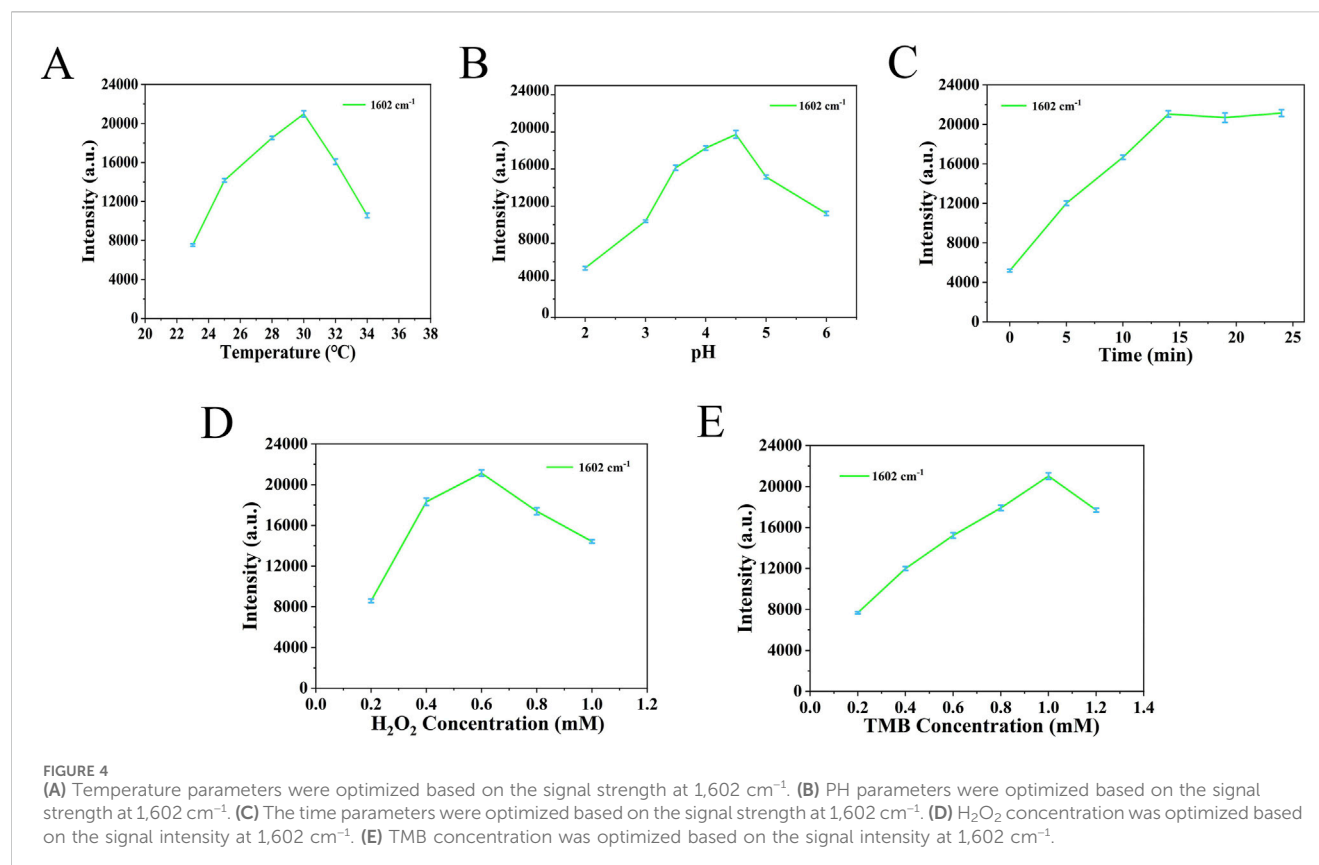 A
24000
20000
16000
12000
8000
4000
0
Intensity (a.u.)
1602 cm⁻¹
20 22 24 26 28 30 32 34 36 38
Temperature (℃)
B
24000
20000
16000
12000
8000
4000
0
Intensity (a.u.)
1602 cm⁻¹
2 3 4 5 6
pH
C
24000
20000
16000
12000
8000
4000
0
Intensity (a.u.)
1602 cm⁻¹
0 5 10 15 20 25
Time (min)
D
24000
20000
16000
12000
8000
4000
0
Intensity (a.u.)
1602 cm⁻¹
0.0 0.2 0.4 0.6 0.8 1.0 1.2
H₂O₂ Concentration (mM)
E
24000
20000
16000
12000
8000
4000
0
Intensity (a.u.)
1602 cm⁻¹
0.0 0.2 0.4 0.6 0.8 1.0 1.2 1.4
TMB Concentration (mM)
FIGURE 4
(A) Temperature parameters were optimized based on the signal strength at 1,602 cm⁻¹. (B) PH parameters were optimized based on the signal
strength at 1,602 cm⁻¹. (C) The time parameters were optimized based on the signal strength at 1,602 cm⁻¹. (D) H₂O₂ concentration was optimized based
on the signal intensity at 1,602 cm⁻¹. (E) TMB concentration was optimized based on the signal intensity at 1,602 cm⁻¹.